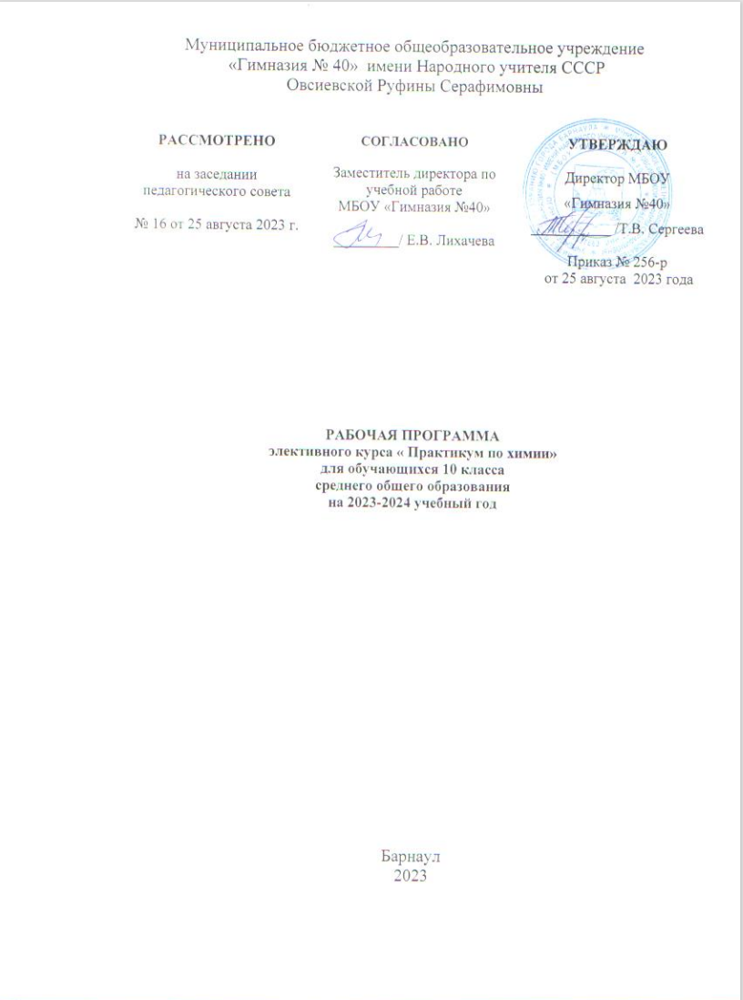 Муниципальное бюджетное общеобразовательное учреждение
«Гимназия № 40» имени Народного учителя СССР
Овсиевской Руфины Серафимовны
РАССМОТРЕНО
на заседании
педагогического совета
№ 16 от 25 августа 2023 г.
СОГЛАСОВАНО
Заместитель директора по
учебной работе
МБОУ «Гимназия №40»
_________/ Е.В. Лихачева
УТВЕРЖДАЮ
Директор МБОУ
«Гимназия №40»
___________/Т.В. Сергеева
Приказ № 256-р
от 25 августа 2023 года
РАБОЧАЯ ПРОГРАММА
элективного курса « Практикум по химии»
для обучающихся 10 класса
среднего общего образования
на 2023-2024 учебный год
Барнаул
2023